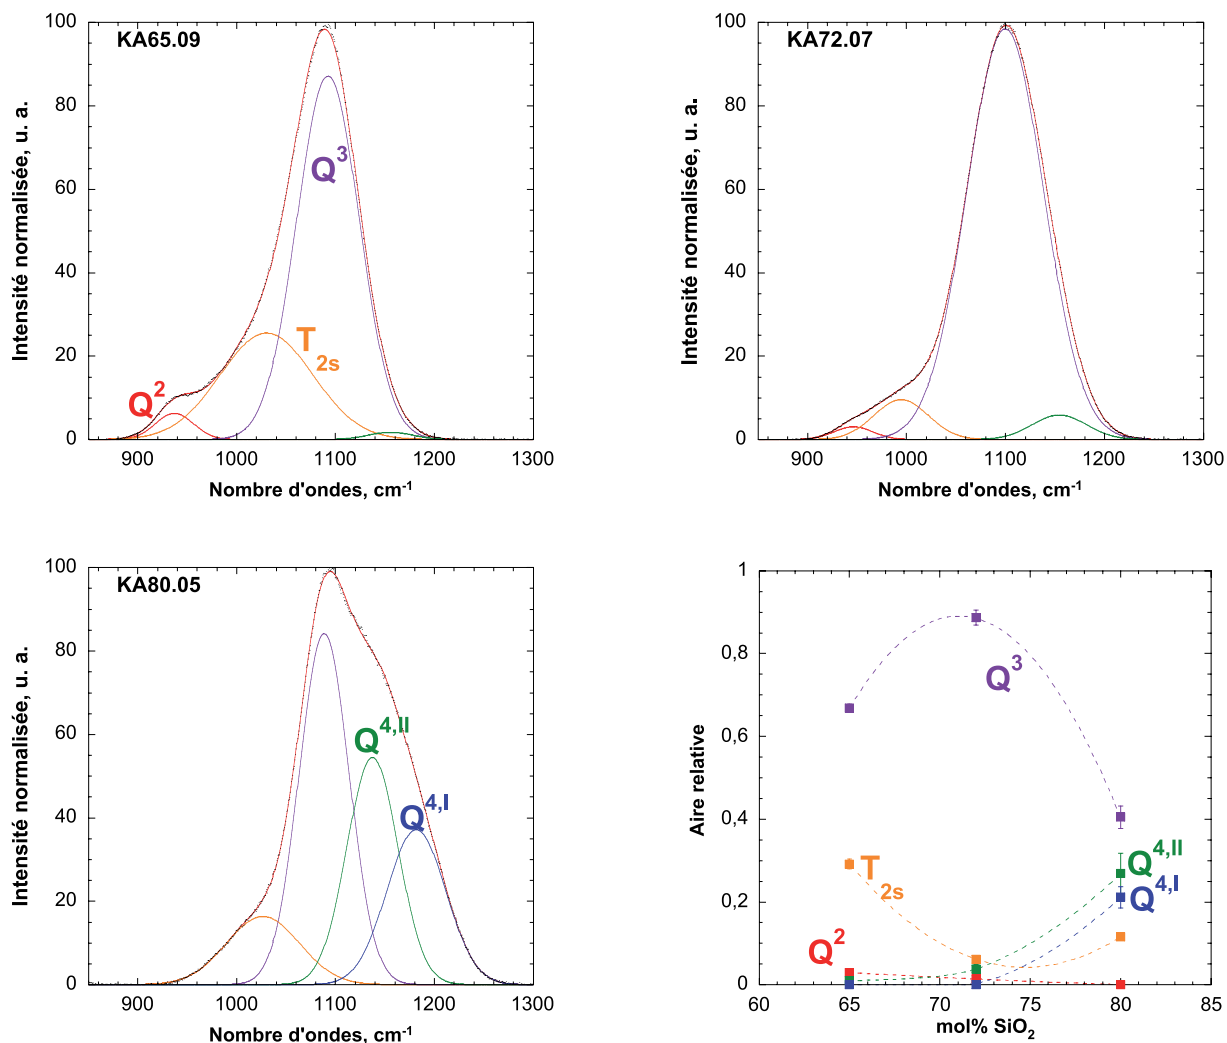 KA65.09
Intensité normalisée, u. a.
100
80
60
40
20
0
Q²
T₂ₛ
Q³
900 1000 1100 1200 1300
Nombre d'ondes, cm⁻¹
KA72.07
Intensité normalisée, u. a.
100
80
60
40
20
0
900 1000 1100 1200 1300
Nombre d'ondes, cm⁻¹
KA80.05
Intensité normalisée, u. a.
100
80
60
40
20
0
Q⁴,ᴵᴵ
Q⁴,ᴵ
900 1000 1100 1200 1300
Nombre d'ondes, cm⁻¹
Aire relative
1
0,8
0,6
0,4
0,2
0
Q³
Q⁴,ᴵᴵ
Q⁴,ᴵ
T₂ₛ
Q²
60 65 70 75 80 85
mol% SiO₂